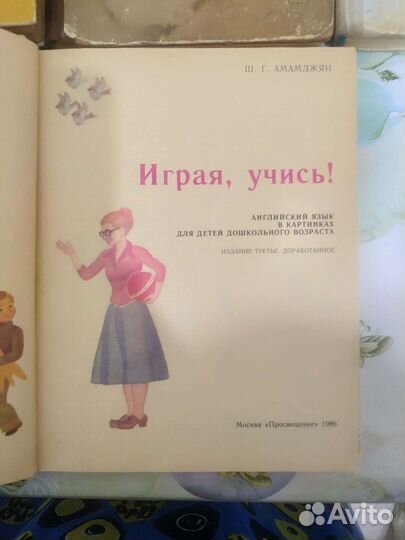 Ш. Г. АМАМДЖЯН
Играя, учись!
АНГЛИЙСКИЙ ЯЗЫК
В КАРТИНКАХ
ДЛЯ ДЕТЕЙ ДОШКОЛЬНОГО ВОЗРАСТА
ИЗДАНИЕ ТРЕТЬЕ, ДОРАБОТАННОЕ
Москва «Просвещение» 1986
Avito